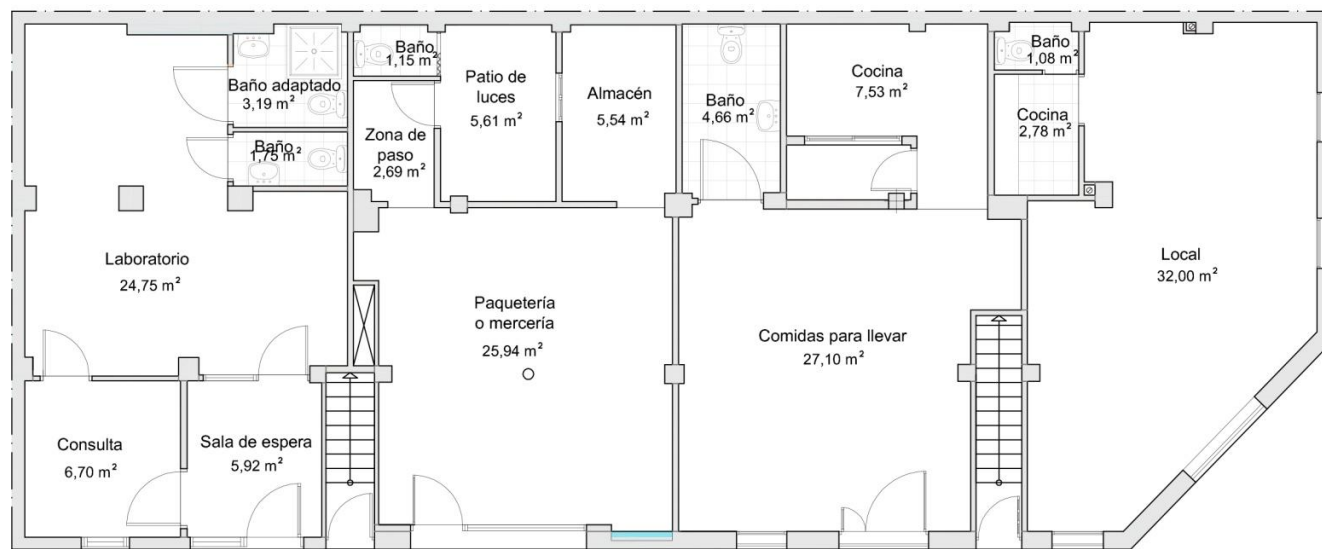 Baño adaptado
3,19 m²
Baño
1,75 m²
Laboratorio
24,75 m²
Consulta
6,70 m²
Sala de espera
5,92 m²
Baño
1,15 m²
Zona de
paso
2,69 m²
Patio de
luces
5,61 m²
Almacén
5,54 m²
Paquetería
o mercería
25,94 m²
Baño
4,66 m²
Cocina
7,53 m²
Comidas para llevar
27,10 m²
Baño
1,08 m²
Cocina
2,78 m²
Local
32,00 m²